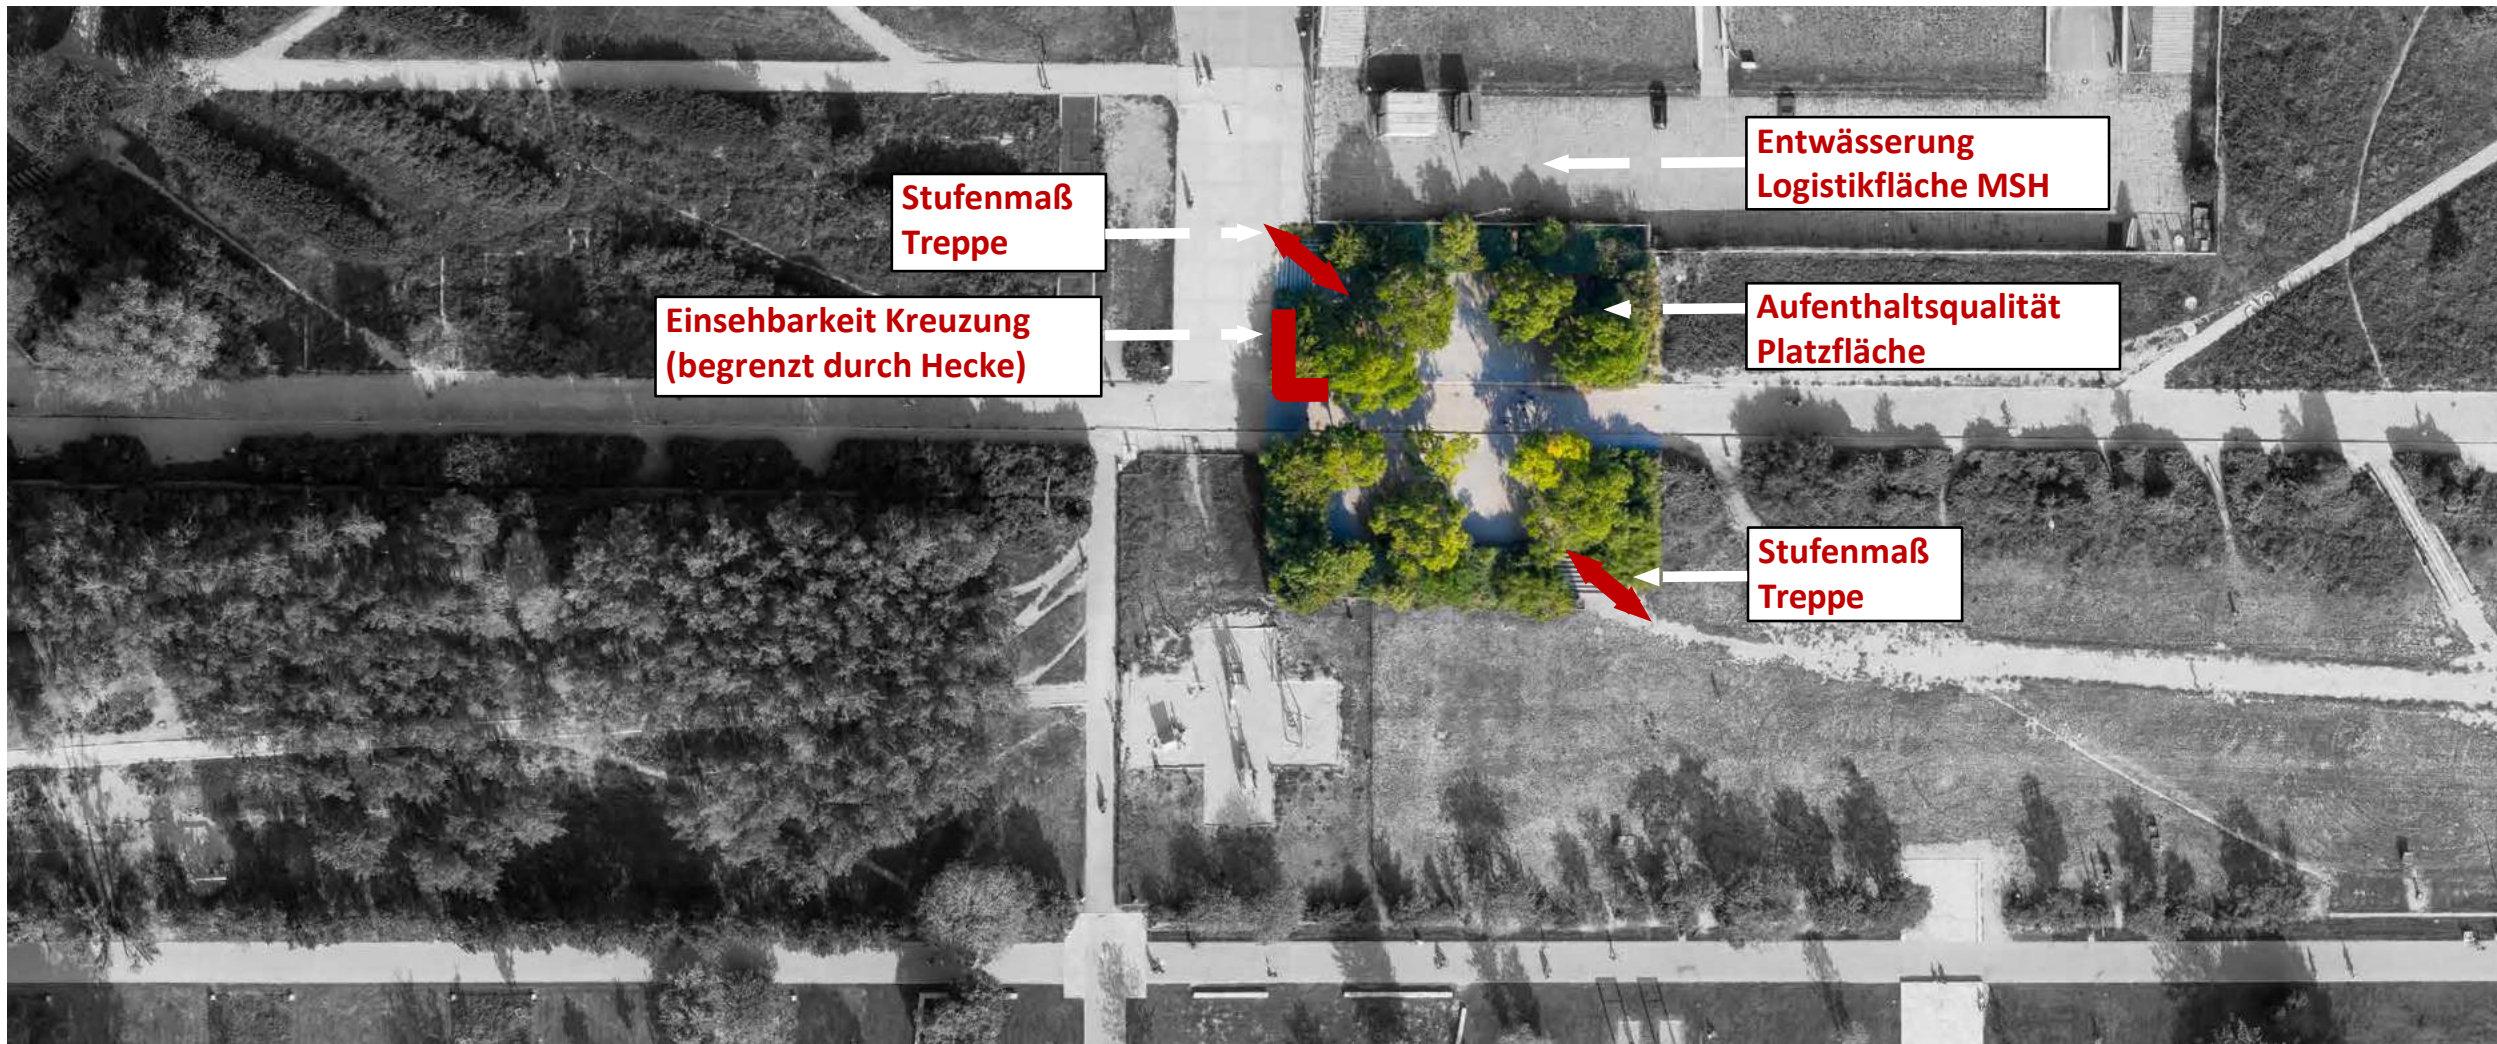 Entwässerung
Logistikfläche MSH
Stufenmaß
Treppe
Einsehbarkeit Kreuzung
(begrenzt durch Hecke)
Aufenthaltsqualität
Platzfläche
Stufenmaß
Treppe